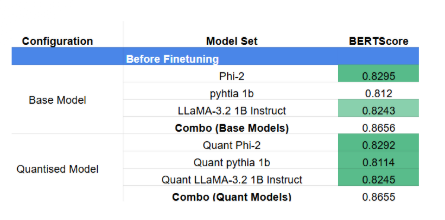 Configuration Model Set BERTScore
Before Finetuning
Base Model
Phi-2 0.8295
pyhtia 1b 0.812
LLaMA-3.2 1B Instruct 0.8243
Combo (Base Models) 0.8656
Quantised Model
Quant Phi-2 0.8292
Quant pythia 1b 0.8114
Quant LLaMA-3.2 1B Instruct 0.8245
Combo (Quant Models) 0.8655